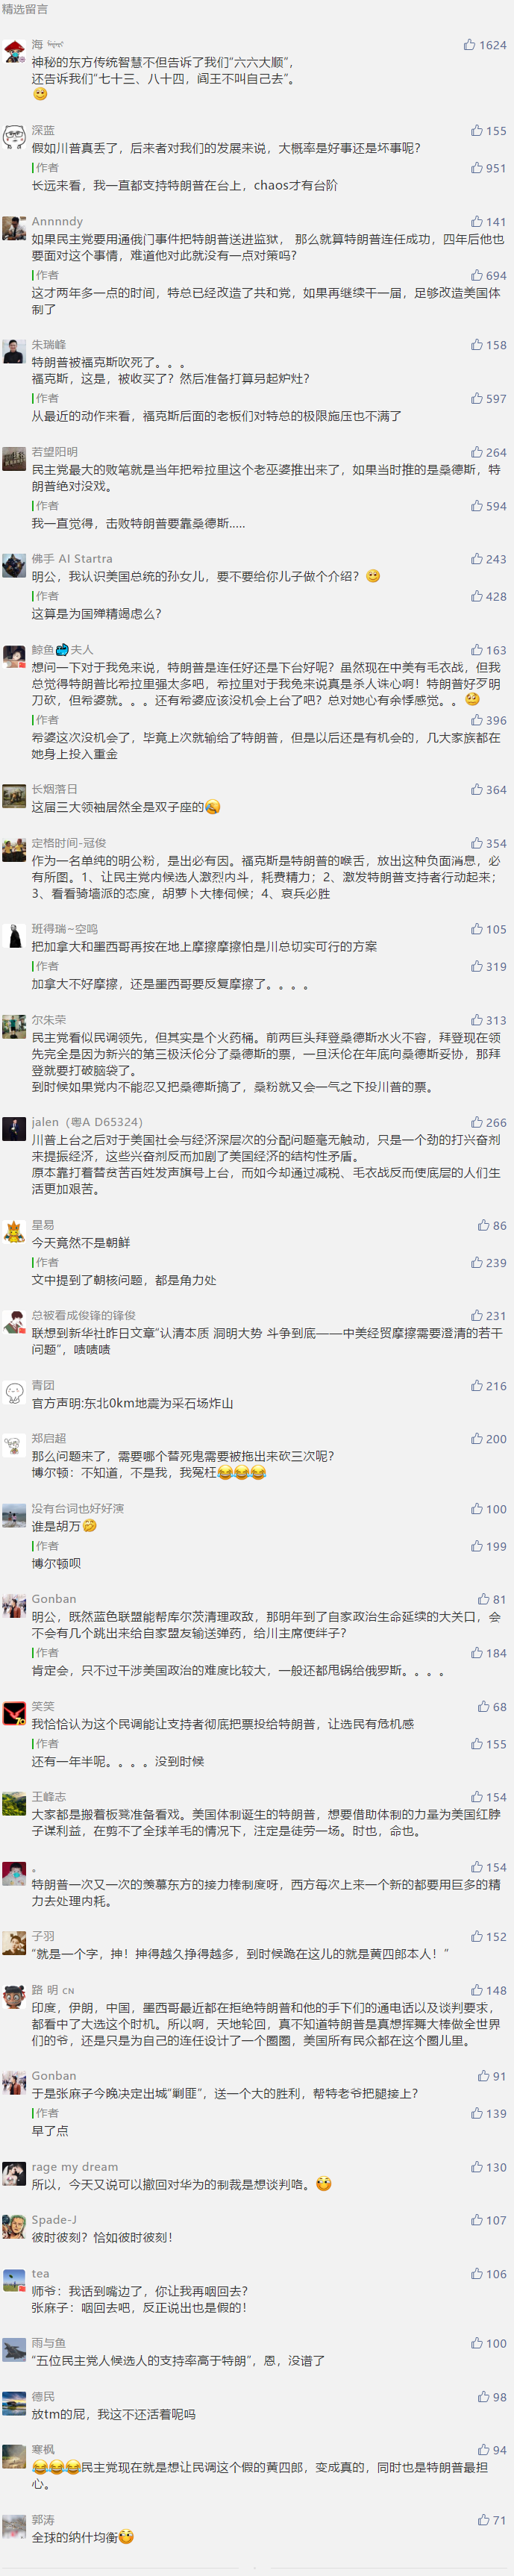 精选留言
海
1624
神秘的东方传统智慧不但告诉了我们“六六大顺”，
还告诉我们“七十三、八十四，阎王不叫自己去”。
深蓝
155
假如川普真丢了，后来者对我们的发展来说，大概率是好事还是坏事呢？
作者
951
长远来看，我一直都支持特朗普在台上，chaos才有台阶
Annnndy
141
如果民主党要用通俄门事件把特朗普送进监狱， 那么就算特朗普连任成功，四年后他也
要面对这个事情，难道他对此就没有一点对策吗？
作者
694
这才两年多一点的时间，特总已经改造了共和党，如果再继续干一届，足够改造美国体
制了
朱瑞峰
158
特朗普被福克斯吹死了。。。
福克斯，这是，被收买了？然后准备打算另起炉灶？
作者
597
从最近的动作来看，福克斯后面的老板们对特总的极限施压也不满了
若望阳明
264
民主党最大的败笔就是当年把希拉里这个老巫婆推出来了，如果当时推的是桑德斯，特
朗普绝对没戏。
作者
594
我一直觉得，击败特朗普要靠桑德斯.....
佛手 AI Startra
243
明公，我认识美国总统的孙女儿，要不要给你儿子做个介绍？
作者
428
这算是为国殚精竭虑么？
鲸鱼夫人
163
想问一下对于我兔来说，特朗普是连任好还是下台好呢？虽然现在中美有毛衣战，但我
总觉得特朗普比希拉里强太多吧，希拉里对于我兔来说真是杀人诛心啊！特朗普好歹明
刀砍，但希婆就。。。还有希婆应该没机会上台了吧？总对她心有余悸感觉。。
作者
396
希婆这次没机会了，毕竟上次就输给了特朗普，但是以后还是有机会的，几大家族都在
她身上投入重金
长烟落日
364
这届三大领袖居然全是双子座的
定格时间-冠俊
354
作为一名单纯的明公粉，是出必有因。福克斯是特朗普的喉舌，放出这种负面消息，必
有所图。1、让民主党内候选人激烈内斗，耗费精力；2、激发特朗普支持者行动起来；
3、看看骑墙派的态度，胡萝卜大棒伺候；4、哀兵必胜
班得瑞~空鸣
105
把加拿大和墨西哥再按在地上摩擦摩擦怕是川总切实可行的方案
作者
319
加拿大不好摩擦，还是墨西哥要反复摩擦了。。。。
尔朱荣
313
民主党看似民调领先，但其实是个火药桶。前两巨头拜登桑德斯水火不容，拜登现在领
先完全是因为新兴的第三极沃伦分了桑德斯的票，一旦沃伦在年底向桑德斯妥协，那拜
登就要打破脑袋了。
到时候如果党内不能忍又把桑德斯搞了，桑粉就又会一气之下投川普的票。
jalen（粤A D65324）
266
川普上台之后对于美国社会与经济深层次的分配问题毫无触动，只是一个劲的打兴奋剂
来提振经济，这些兴奋剂反而加剧了美国经济的结构性矛盾。
原本靠打着替贫苦百姓发声旗号上台，而如今却通过减税、毛衣战反而使底层的人们生
活更加艰苦。
星易
86
今天竟然不是朝鲜
作者
239
文中提到了朝核问题，都是角力处
总被看成俊锋的锋俊
231
联想到新华社昨日文章“认清本质 洞明大势 斗争到底——中美经贸摩擦需要澄清的若干
问题”，啧啧啧
青团
216
官方声明:东北0km地震为采石场炸山
郑启超
200
那么问题来了，需要哪个替死鬼需要被拖出来砍三次呢？
博尔顿：不知道，不是我，我冤枉
没有台词也好好演
100
谁是胡万
作者
199
博尔顿呗
Gonban
81
明公，既然蓝色联盟能帮库尔茨清理政敌，那明年到了自家政治生命延续的大关口，会
不会有几个跳出来给自家盟友输送弹药，给川主席使绊子？
作者
184
肯定会，只不过干涉美国政治的难度比较大，一般还都甩锅给俄罗斯。。。。
笑笑
68
我恰恰认为这个民调能让支持者彻底把票投给特朗普，让选民有危机感
作者
155
还有一年半呢。。。。没到时候
王峰志
154
大家都是搬着板凳准备看戏。美国体制诞生的特朗普，想要借助体制的力量为美国红脖
子谋利益，在剪不了全球羊毛的情况下，注定是徒劳一场。时也，命也。
。
154
特朗普一次又一次的羡慕东方的接力棒制度呀，西方每次上来一个新的都要用巨多的精
力去处理内耗。
子羽
152
“就是一个字，抻！抻得越久挣得越多，到时候跪在这儿的就是黄四郎本人！”
路 明 CN
148
印度，伊朗，中国，墨西哥最近都在拒绝特朗普和他的手下们的通电话以及谈判要求，
都看中了大选这个时机。所以啊，天地轮回，真不知道特朗普是真想挥舞大棒做全世界
们的爷，还是只是为自己的连任设计了一个圈圈，美国所有民众都在这个圈儿里。
Gonban
91
于是张麻子今晚决定出城“剿匪”，送一个大的胜利，帮特老爷把腿接上？
作者
139
早了点
rage my dream
130
所以，今天又说可以撤回对华为的制裁是想谈判咯。
Spade-J
107
彼时彼刻？恰如彼时彼刻！
tea
106
师爷：我话到嘴边了，你让我再咽回去？
张麻子：咽回去吧，反正说出也是假的！
雨与鱼
100
“五位民主党人候选人的支持率高于特朗”，恩，没谱了
德民
98
放tm的屁，我这不还活着呢吗
寒枫
94
民主党现在就是想让民调这个假的黄四郎，变成真的，同时也是特朗普最担
心。
郭涛
71
全球的纳什均衡